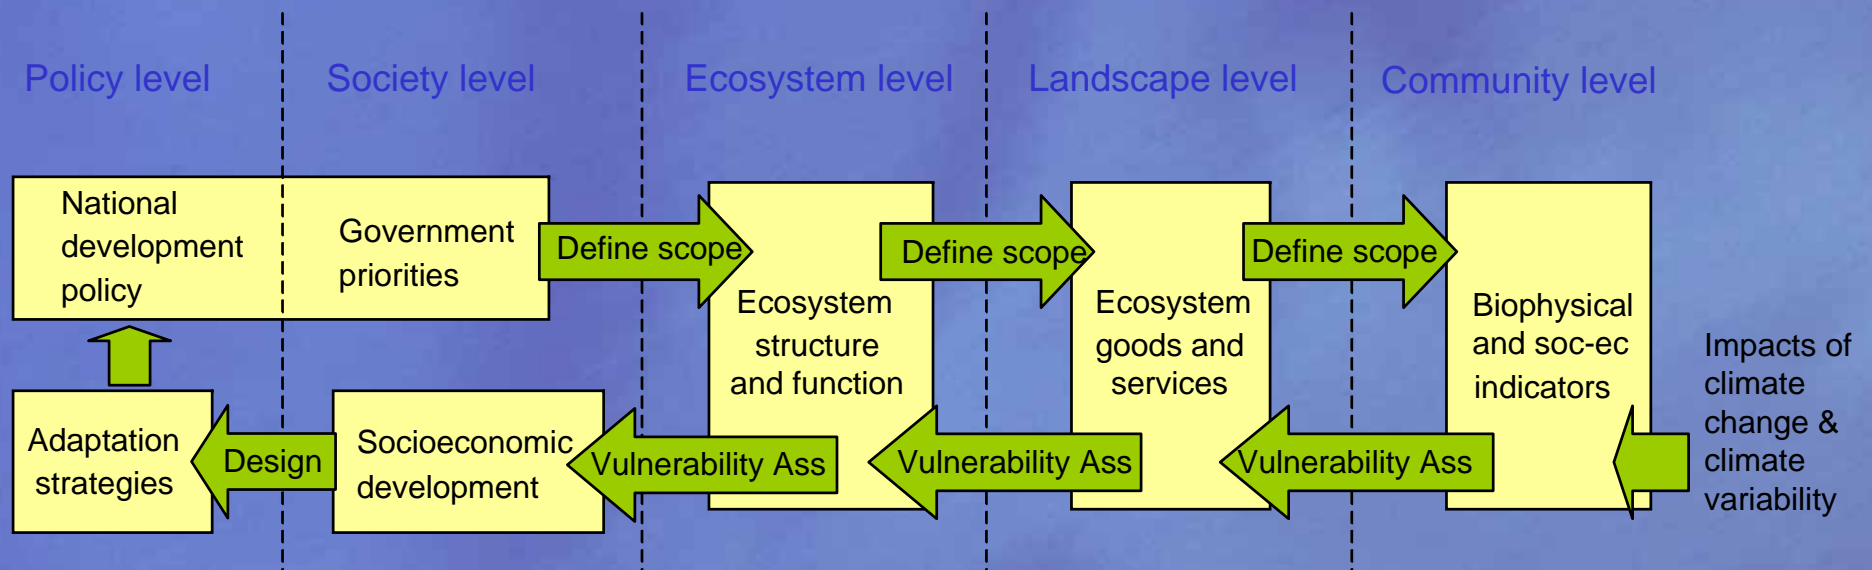 Policy level
Society level
Ecosystem level
Landscape level
Community level
National
development
policy
Government
priorities
Define scope
Define scope
Define scope
Ecosystem
structure
and function
Ecosystem
goods and
services
Biophysical
and soc-ec
indicators
Impacts of
climate
change &
climate
variability
Adaptation
strategies
Design
Socioeconomic
development
Vulnerability Ass
Vulnerability Ass
Vulnerability Ass